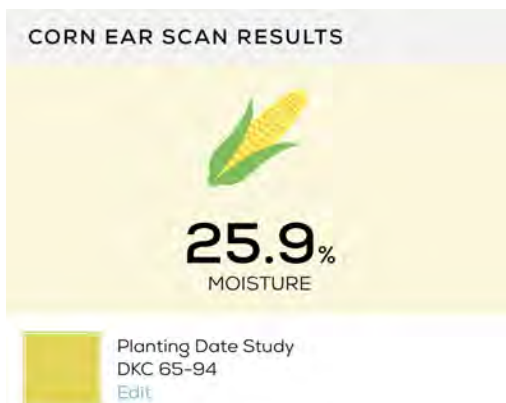 CORN EAR SCAN RESULTS
25.9%
MOISTURE
Planting Date Study
DKC 65-94
Edit